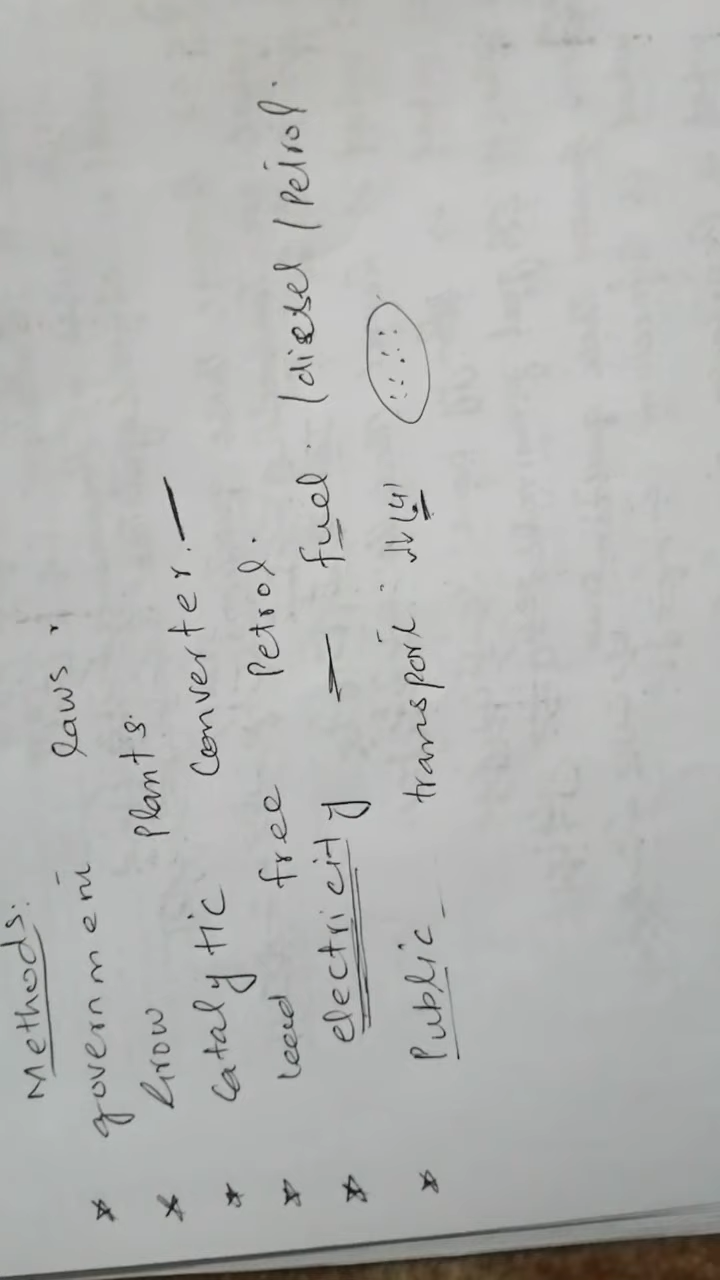 Methods:
* government laws.
* Grow plants.
* Catalytic Converter. —
* lead free Petrol.
* electricity — fuel. (diesel / Petrol.
* Public transport